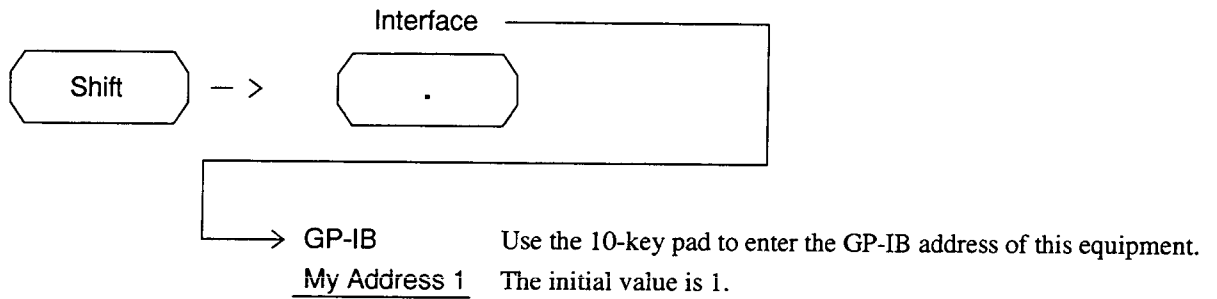 Interface
Shift — > .
GP-IB Use the 10-key pad to enter the GP-IB address of this equipment.
My Address 1 The initial value is 1.